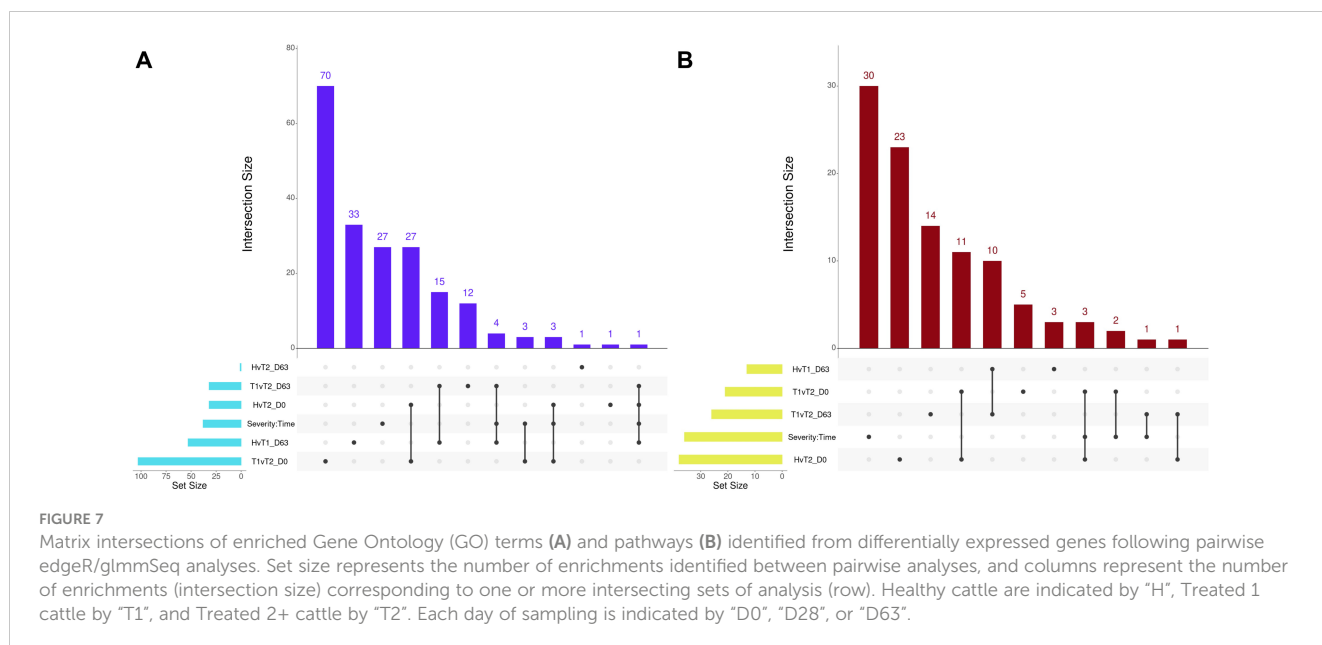 A
80
60
40
20
0
Intersection Size
70
33
27
27
15
12
4
3
3
1
1
1
HvT2_D63
T1vT2_D63
HvT2_D0
Severity:Time
HvT1_D63
T1vT2_D0
100 75 50 25 0
Set Size
B
30
20
10
0
Intersection Size
30
23
14
11
10
5
3
3
2
1
1
HvT1_D63
T1vT2_D0
T1vT2_D63
Severity:Time
HvT2_D0
30 20 10 0
Set Size
FIGURE 7
Matrix intersections of enriched Gene Ontology (GO) terms (A) and pathways (B) identified from differentially expressed genes following pairwise
edgeR/glmmSeq analyses. Set size represents the number of enrichments identified between pairwise analyses, and columns represent the number
of enrichments (intersection size) corresponding to one or more intersecting sets of analysis (row). Healthy cattle are indicated by “H”, Treated 1
cattle by “T1”, and Treated 2+ cattle by “T2”. Each day of sampling is indicated by “D0”, “D28”, or “D63”.